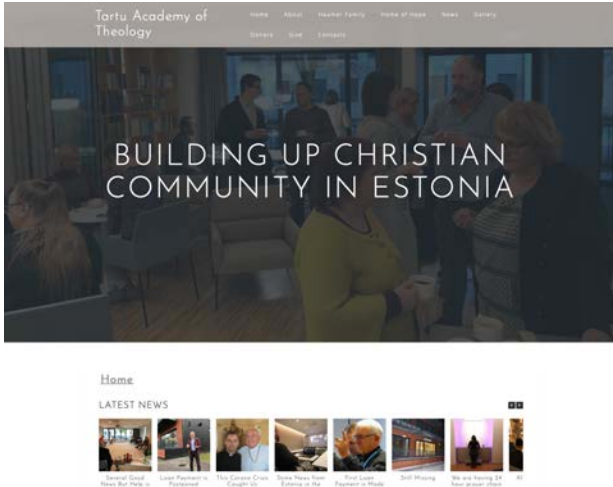 Tartu Academy of
Theology
Home About Haamer Family Home of Hope News Gallery
Donate Give Contacts
BUILDING UP CHRISTIAN
COMMUNITY IN ESTONIA
Home
LATEST NEWS
Several Good
News But Help is
Loan Payment is
Postponed
This Corona Crisis
Caught Us
Some News from
Estonia in the
First Loan
Payment is Made
Still Missing
We are having 24
hour prayer chain